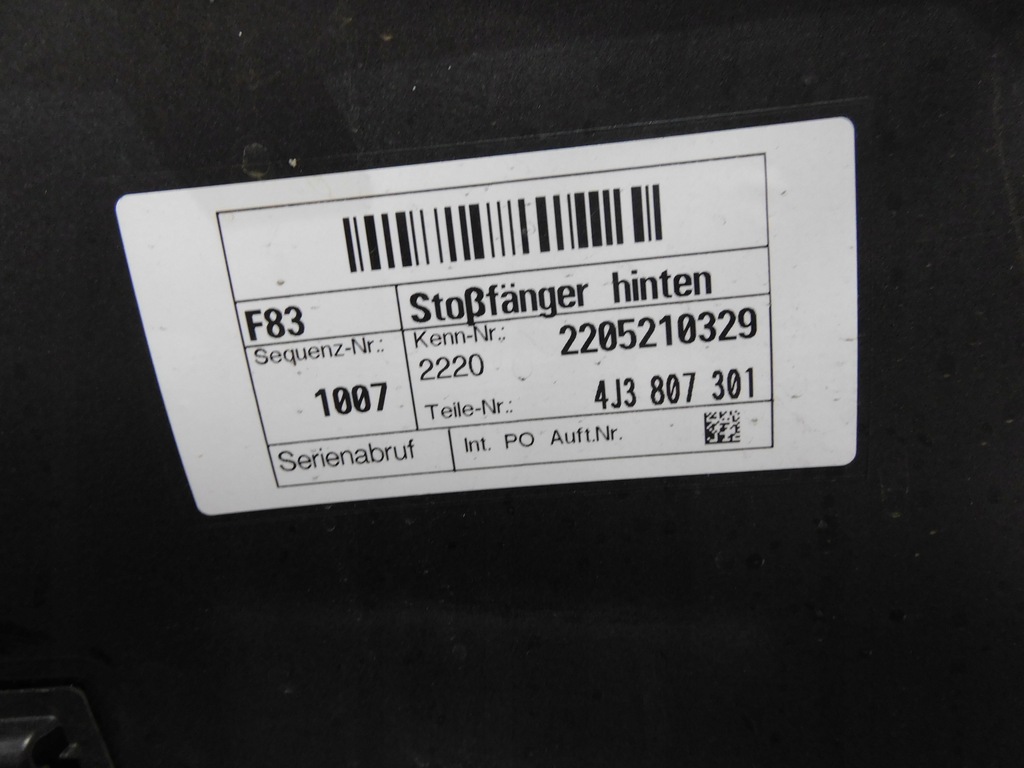 F83 Stoβfänger hinten
Sequenz-Nr.: Kenn-Nr.: 2205210329
2220
1007 Teile-Nr.: 4J3 807 301
Serienabruf Int. PO Auft.Nr.